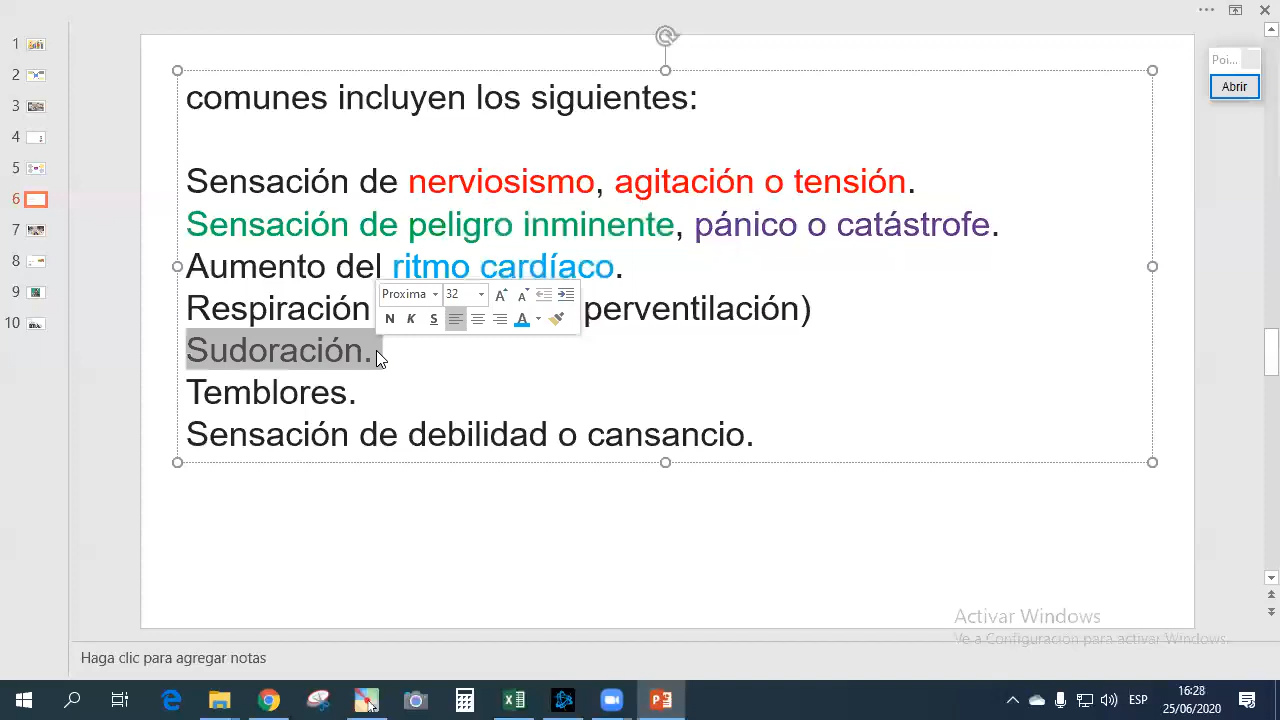 1
2
3
4
5
6
7
8
9
10
Poi...
Abrir
comunes incluyen los siguientes:
Sensación de nerviosismo, agitación o tensión.
Sensación de peligro inminente, pánico o catástrofe.
Aumento del ritmo cardíaco.
Respiración perventilación)
Proxima 32
N K S A
Sudoración.
Temblores.
Sensación de debilidad o cansancio.
Activar Windows
Ve a Configuración para activar Windows.
Haga clic para agregar notas
ESP
16:28
25/06/2020